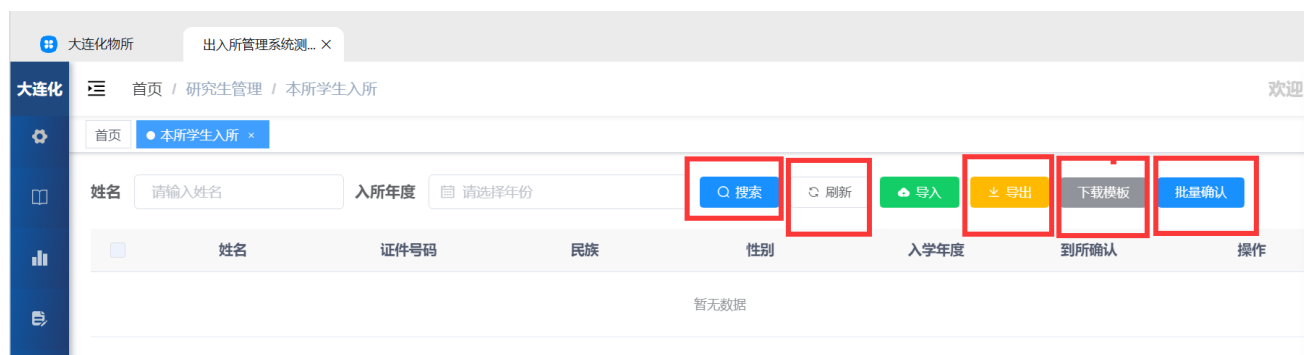 大连化物所 出入所管理系统测... ×
大连化 首页 / 研究生管理 / 本所学生入所 欢迎
首页 本所学生入所 ×
姓名 请输入姓名 入所年度 请选择年份 搜索 刷新 导入 导出 下载模板 批量确认
姓名 证件号码 民族 性别 入学年度 到所确认 操作
暂无数据